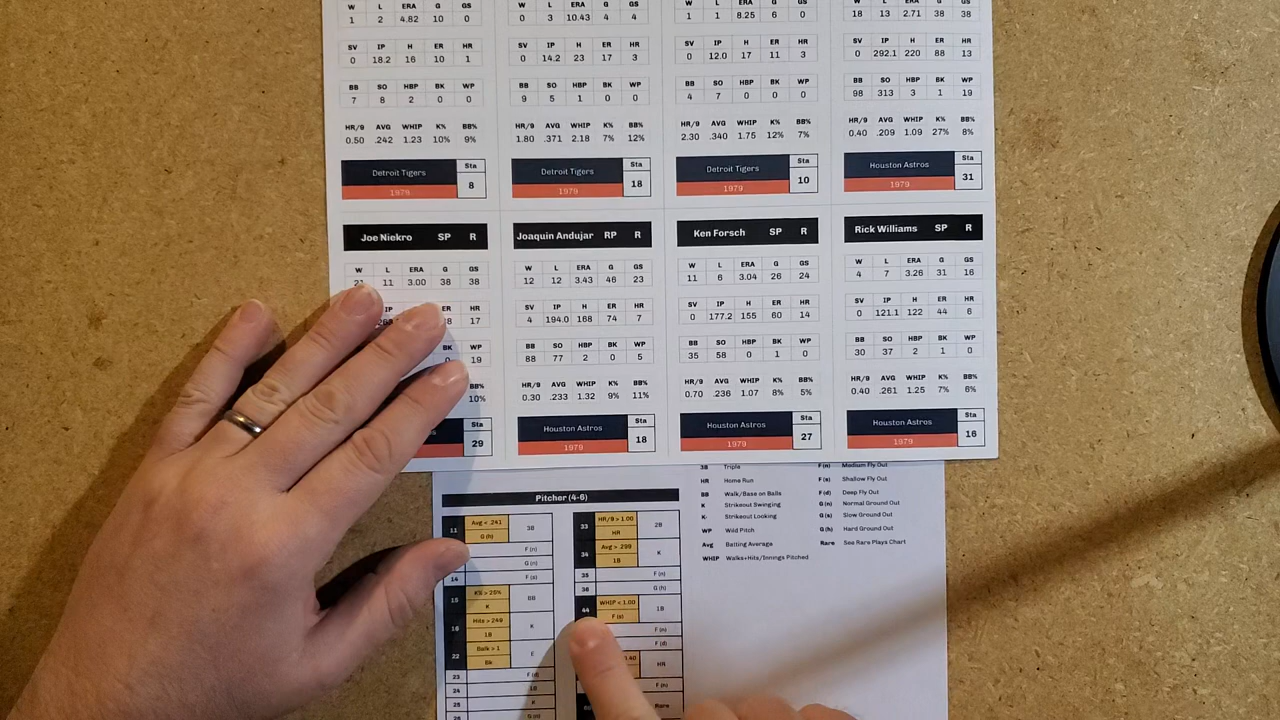 W L ERA G GS
1 2 4.82 10 0
SV IP H ER HR
0 18.2 16 10 1
BB SO HBP BK WP
7 8 2 0 0
HR/9 AVG WHIP K% BB%
0.50 .242 1.23 10% 9%
Detroit Tigers
1979
Sta
8
W L ERA G GS
0 3 10.43 4 4
SV IP H ER HR
0 14.2 23 17 3
BB SO HBP BK WP
9 5 1 0 0
HR/9 AVG WHIP K% BB%
1.80 .371 2.18 7% 12%
Detroit Tigers
1979
Sta
18
W L ERA G GS
1 1 8.25 6 0
SV IP H ER HR
0 12.0 17 11 3
BB SO HBP BK WP
4 7 0 0 0
HR/9 AVG WHIP K% BB%
2.30 .340 1.75 12% 7%
Detroit Tigers
1979
Sta
10
W L ERA G GS
18 13 2.71 38 38
SV IP H ER HR
0 292.1 220 88 13
BB SO HBP BK WP
98 313 3 1 19
HR/9 AVG WHIP K% BB%
0.40 .209 1.09 27% 8%
Houston Astros
1979
Sta
31
Joe Niekro SP R
W L ERA G GS
21 11 3.00 38 38
IP ER HR
17
BK WP
0 19
BB%
10%
Sta
29
Joaquin Andujar RP R
W L ERA G GS
12 12 3.43 46 23
SV IP H ER HR
4 194.0 168 74 7
BB SO HBP BK WP
88 77 2 0 5
HR/9 AVG WHIP K% BB%
0.30 .233 1.32 9% 11%
Houston Astros
1979
Sta
18
Ken Forsch SP R
W L ERA G GS
11 6 3.04 26 24
SV IP H ER HR
0 177.2 155 60 14
BB SO HBP BK WP
35 58 0 1 0
HR/9 AVG WHIP K% BB%
0.70 .236 1.07 8% 5%
Houston Astros
1979
Sta
27
Rick Williams SP R
W L ERA G GS
4 7 3.26 31 16
SV IP H ER HR
0 121.1 122 44 6
BB SO HBP BK WP
30 37 2 1 0
HR/9 AVG WHIP K% BB%
0.40 .261 1.25 7% 6%
Houston Astros
1979
Sta
16
Pitcher (4-6)
11 Avg < .241 3B
G (h)
F (n)
G (n)
14 F (s)
15 K% > 25% BB
K
16 Hits > 249 K
1B
22 Balk > 1 E
Bk
23 F (d)
24 1B
25 K
26 G (n)
33 HR/9 > 1.00 2B
HR
34 Avg > .299 K
1B
35 F (n)
36 G (h)
44 WHIP < 1.00 1B
F (s)
F (n)
F (d)
.40 HR
F (n)
Rare
3B Triple
HR Home Run
BB Walk/Base on Balls
K Strikeout Swinging
K- Strikeout Looking
WP Wild Pitch
Avg Batting Average
WHIP Walks+Hits/Innings Pitched
F (n) Medium Fly Out
F (s) Shallow Fly Out
F (d) Deep Fly Out
G (n) Normal Ground Out
G (s) Slow Ground Out
G (h) Hard Ground Out
Rare See Rare Plays Chart